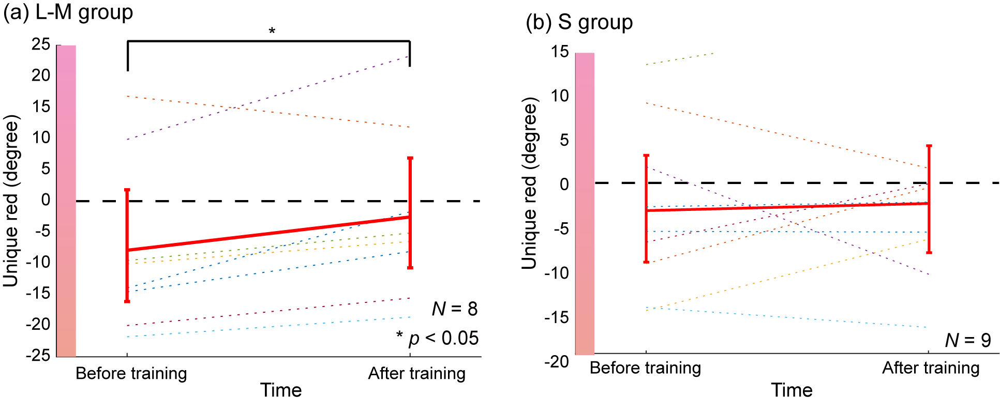 (a) L-M group
*
25
20
15
10
5
0
-5
-10
-15
-20
-25
Unique red (degree)
N = 8
* p < 0.05
Before training
After training
Time
(b) S group
15
10
5
0
-5
-10
-15
-20
Unique red (degree)
N = 9
Before training
After training
Time